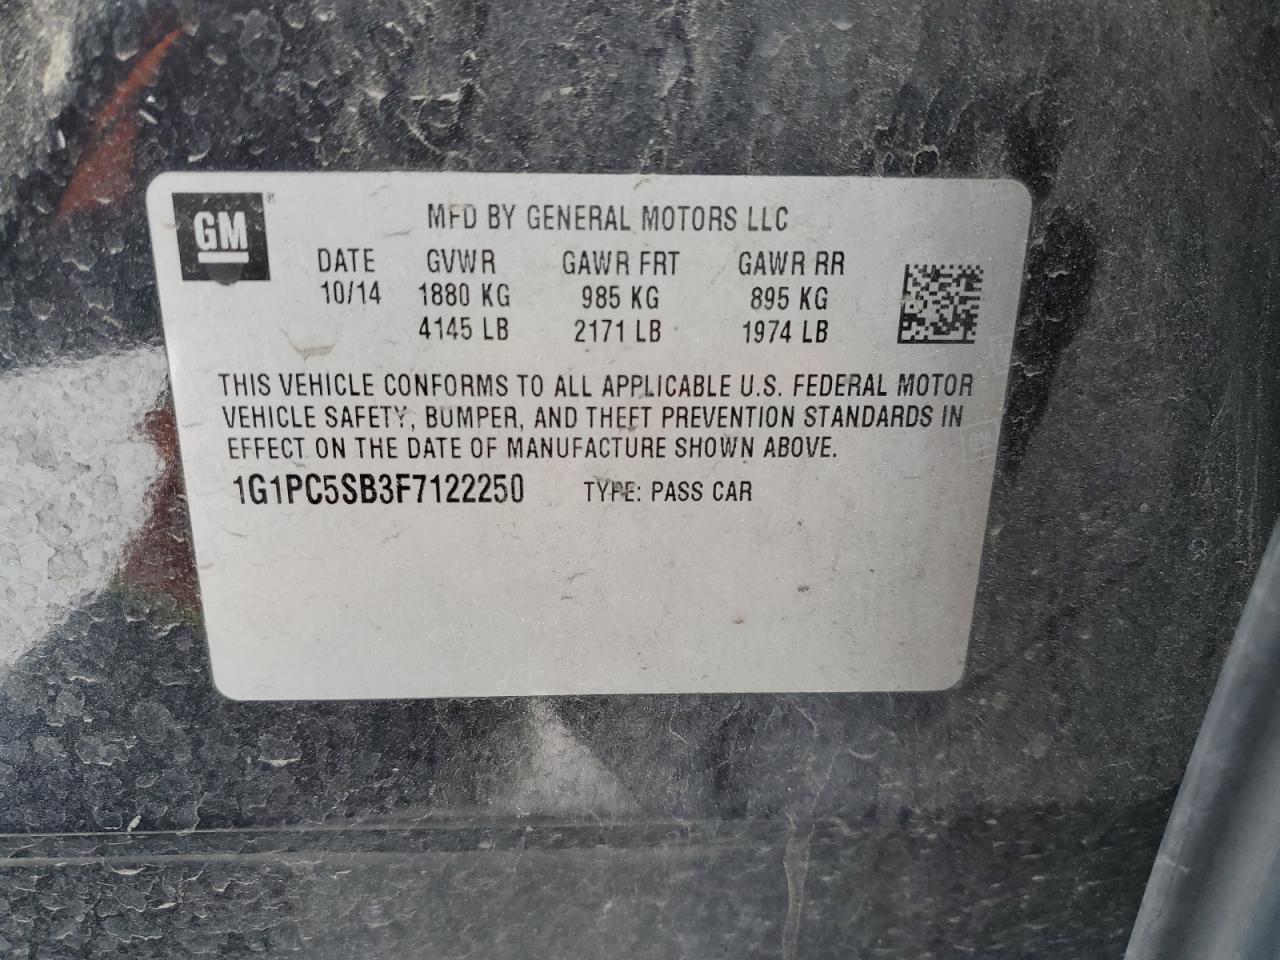 GM ®
MFD BY GENERAL MOTORS LLC
DATE GVWR GAWR FRT GAWR RR
10/14 1880 KG 985 KG 895 KG
4145 LB 2171 LB 1974 LB
THIS VEHICLE CONFORMS TO ALL APPLICABLE U.S. FEDERAL MOTOR
VEHICLE SAFETY, BUMPER, AND THEFT PREVENTION STANDARDS IN
EFFECT ON THE DATE OF MANUFACTURE SHOWN ABOVE.
1G1PC5SB3F7122250 TYPE: PASS CAR